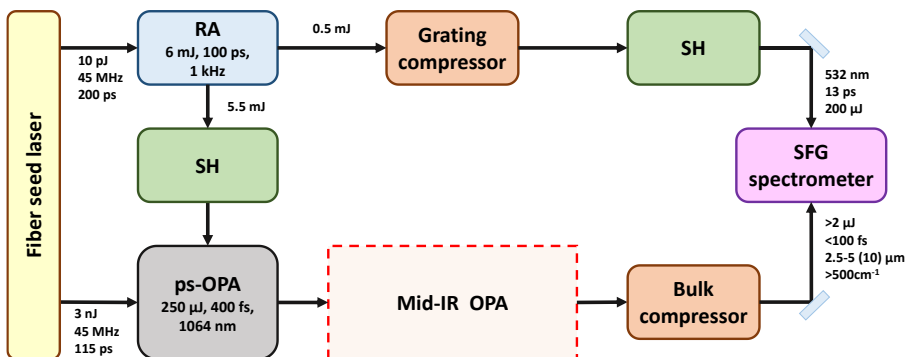 Fiber seed laser
10 pJ
45 MHz
200 ps
RA
6 mJ, 100 ps,
1 kHz
0.5 mJ
Grating
compressor
SH
532 nm
13 ps
200 µJ
5.5 mJ
SH
SFG
spectrometer
>2 µJ
<100 fs
2.5-5 (10) µm
>500cm⁻¹
3 nJ
45 MHz
115 ps
ps-OPA
250 µJ, 400 fs,
1064 nm
Mid-IR OPA
Bulk
compressor